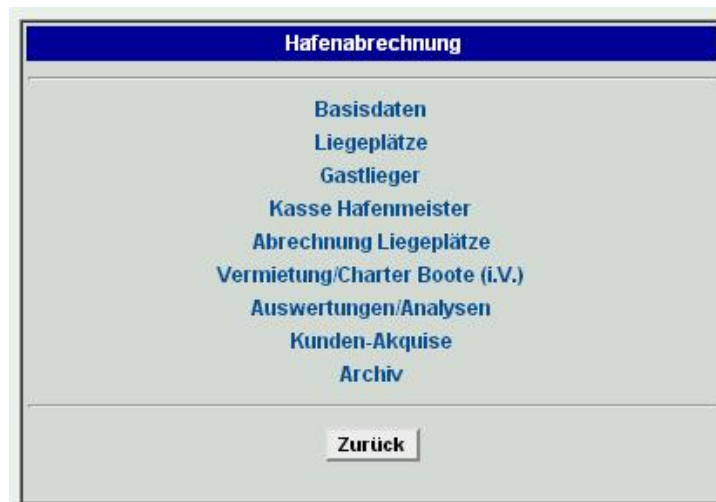 Hafenabrechnung
Basisdaten
Liegeplätze
Gastlieger
Kasse Hafenmeister
Abrechnung Liegeplätze
Vermietung/Charter Boote (i.V.)
Auswertungen/Analysen
Kunden-Akquise
Archiv
Zurück